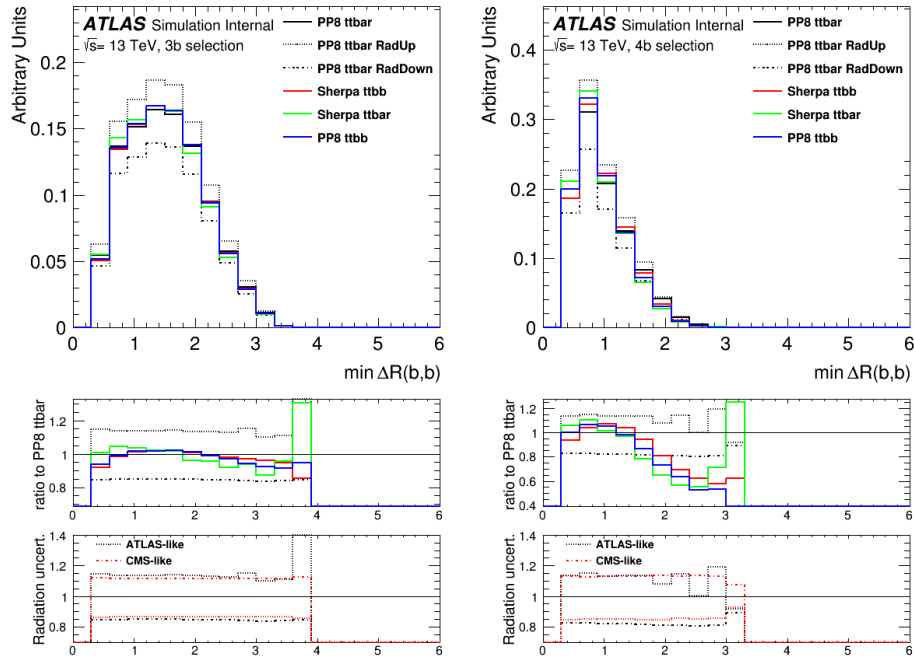 ATLAS Simulation Internal
√s= 13 TeV, 3b selection
PP8 ttbar
PP8 ttbar RadUp
PP8 ttbar RadDown
Sherpa ttbb
Sherpa ttbar
PP8 ttbb
Arbitrary Units
0.2
0.15
0.1
0.05
0
0 1 2 3 4 5 6
min ΔR(b,b)
ratio to PP8 ttbar
1.2
1
0.8
0 1 2 3 4 5 6
Radiation uncert.
1.4
1.2
1
0.8
ATLAS-like
CMS-like
0 1 2 3 4 5 6
ATLAS Simulation Internal
√s= 13 TeV, 4b selection
PP8 ttbar
PP8 ttbar RadUp
PP8 ttbar RadDown
Sherpa ttbb
Sherpa ttbar
PP8 ttbb
Arbitrary Units
0.4
0.3
0.2
0.1
0
0 1 2 3 4 5 6
min ΔR(b,b)
ratio to PP8 ttbar
1.2
1
0.8
0.6
0.4
0 1 2 3 4 5 6
Radiation uncert.
1.4
1.2
1
0.8
ATLAS-like
CMS-like
0 1 2 3 4 5 6